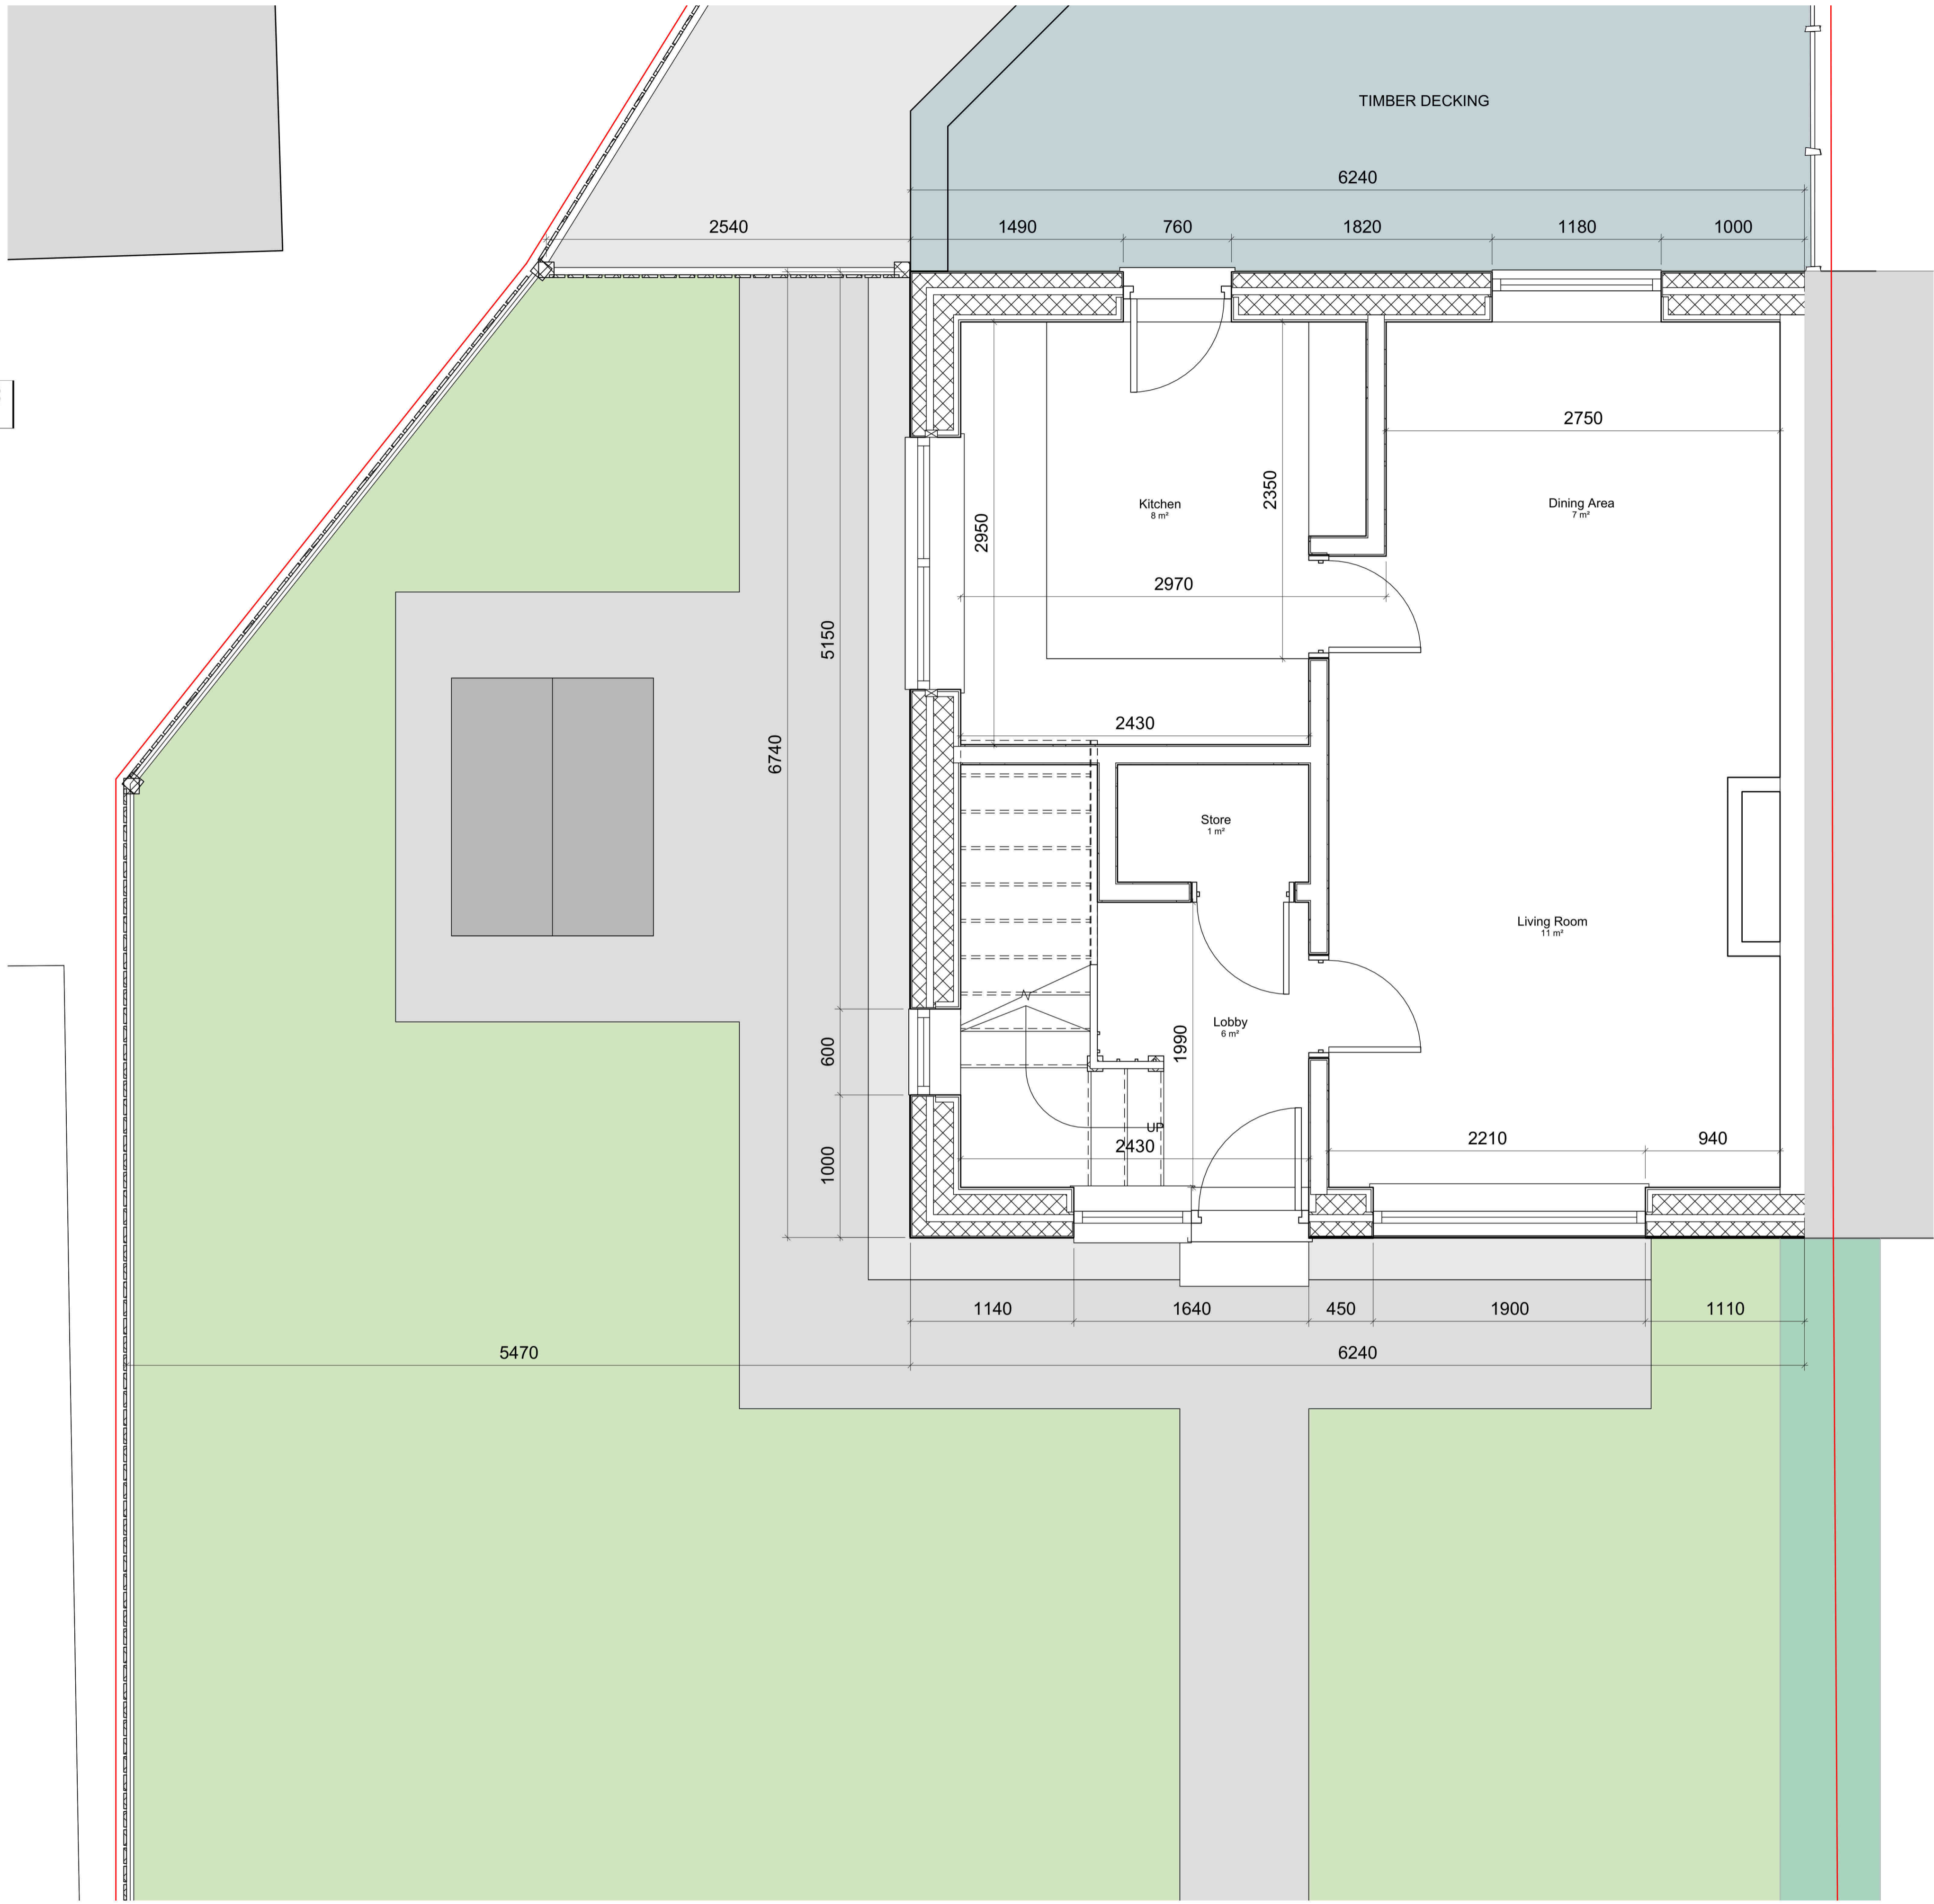 TIMBER DECKING
6240
2540
1490
760
1820
1180
1000
2750
Kitchen
8 m²
2350
Dining Area
7 m²
2950
2970
5150
2430
6740
Store
1 m²
Living Room
11 m²
Lobby
6 m²
1990
600
UP
2430
2210
940
1000
1140
1640
450
1900
1110
5470
6240